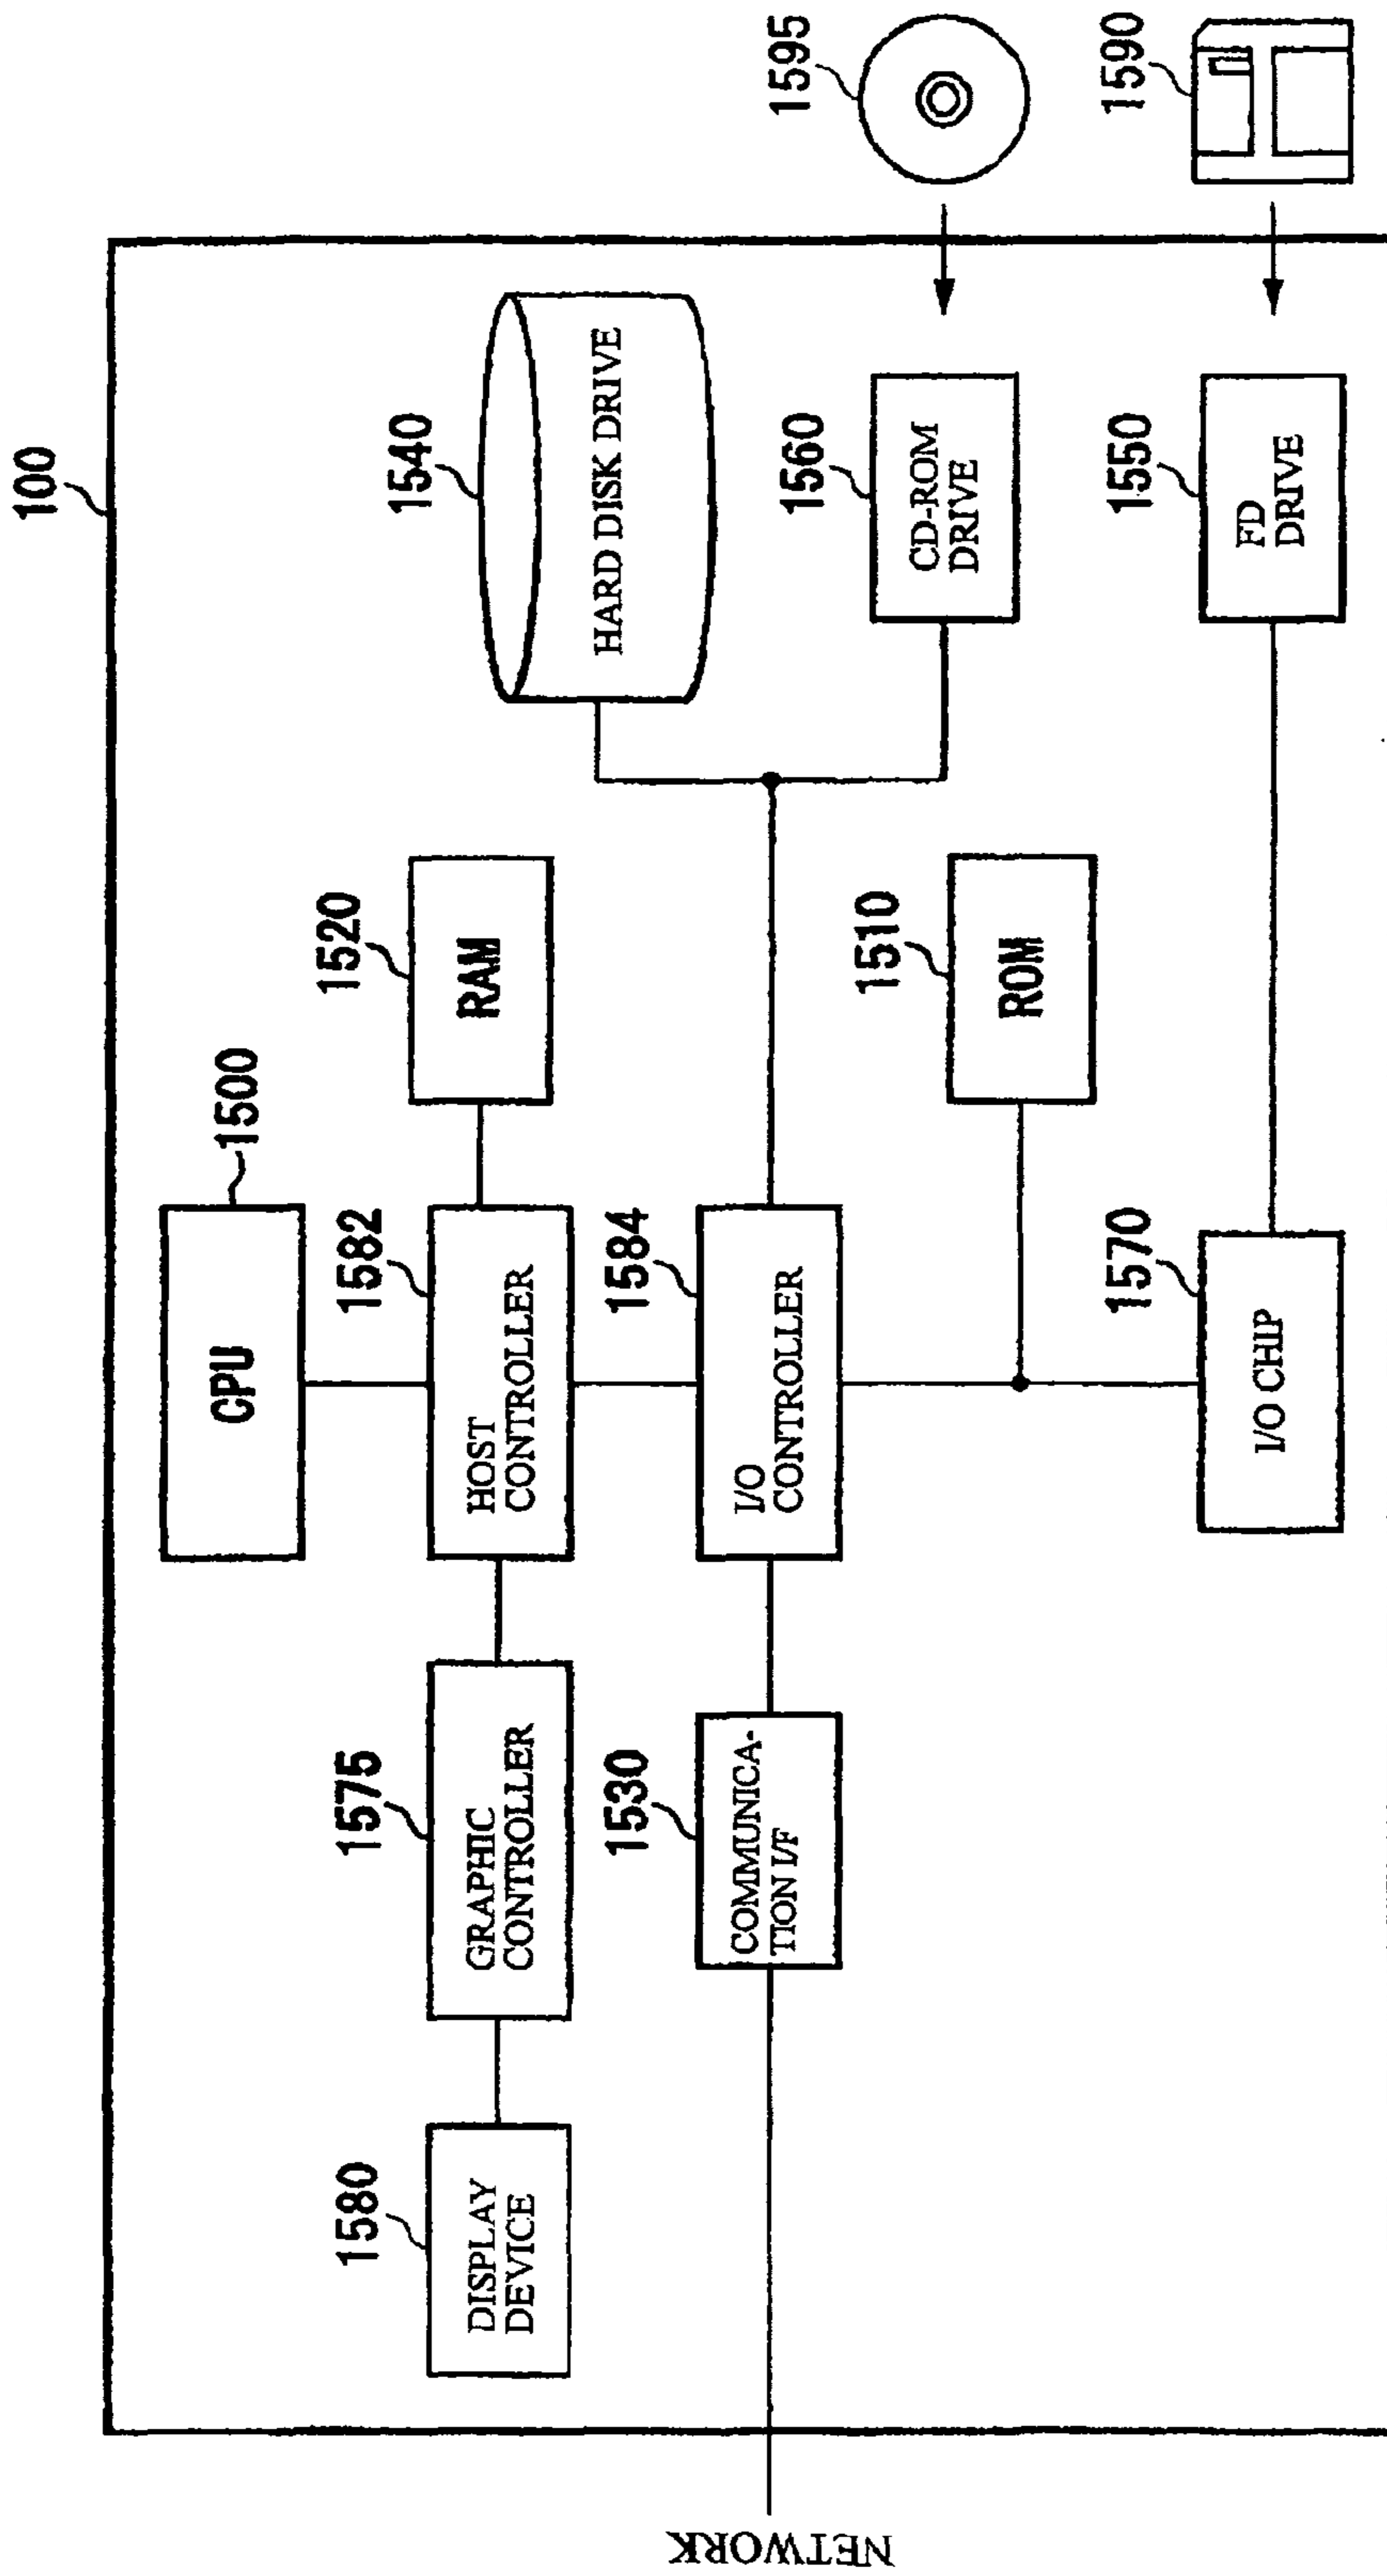 100
CPU
1500
1580
DISPLAY
DEVICE
1575
GRAPHIC
CONTROLLER
1582
HOST
CONTROLLER
1520
RAM
1540
HARD DISK DRIVE
NETWORK
1530
COMMUNICA-
TION I/F
1584
I/O
CONTROLLER
1510
ROM
1560
CD-ROM
DRIVE
1595
1570
I/O CHIP
1550
FD
DRIVE
1590